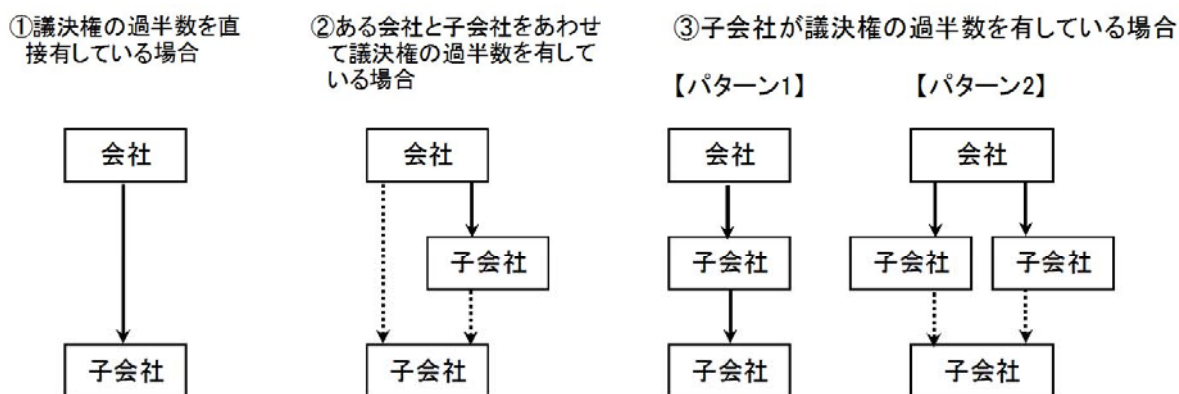 ①議決権の過半数を直
接有している場合
②ある会社と子会社をあわせ
て議決権の過半数を有して
いる場合
③子会社が議決権の過半数を有している場合
【パターン1】
【パターン2】
会社
会社
会社
会社
子会社
子会社
子会社
子会社
子会社
子会社
子会社
子会社